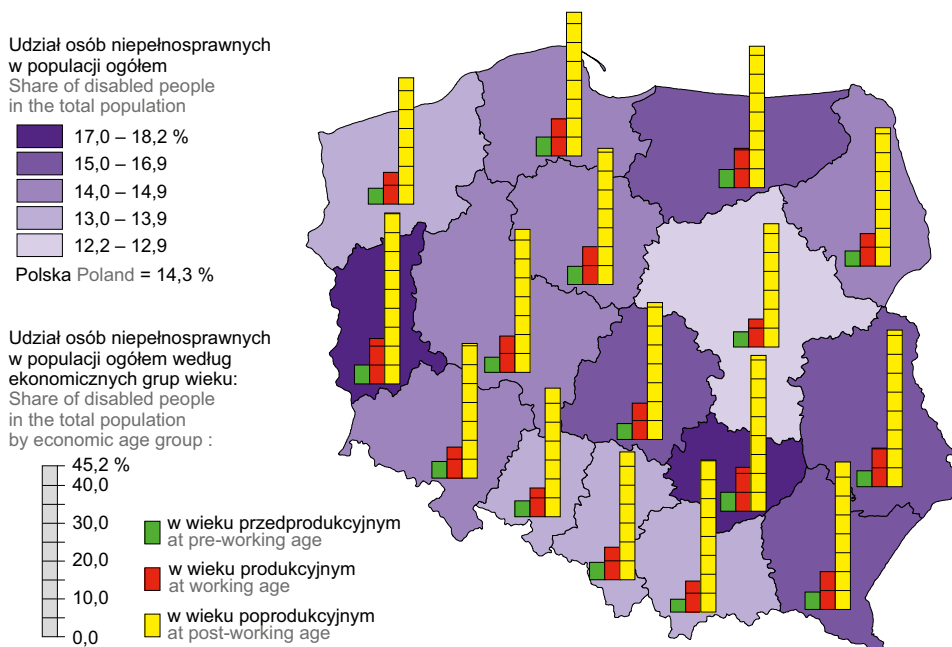 Udział osób niepełnosprawnych
w populacji ogółem
Share of disabled people
in the total population
17,0 – 18,2 %
15,0 – 16,9
14,0 – 14,9
13,0 – 13,9
12,2 – 12,9
Polska Poland = 14,3 %
Udział osób niepełnosprawnych
w populacji ogółem według
ekonomicznych grup wieku:
Share of disabled people
in the total population
by economic age group :
45,2 %
40,0
30,0
20,0
10,0
0,0
w wieku przedprodukcyjnym
at pre-working age
w wieku produkcyjnym
at working age
w wieku poprodukcyjnym
at post-working age